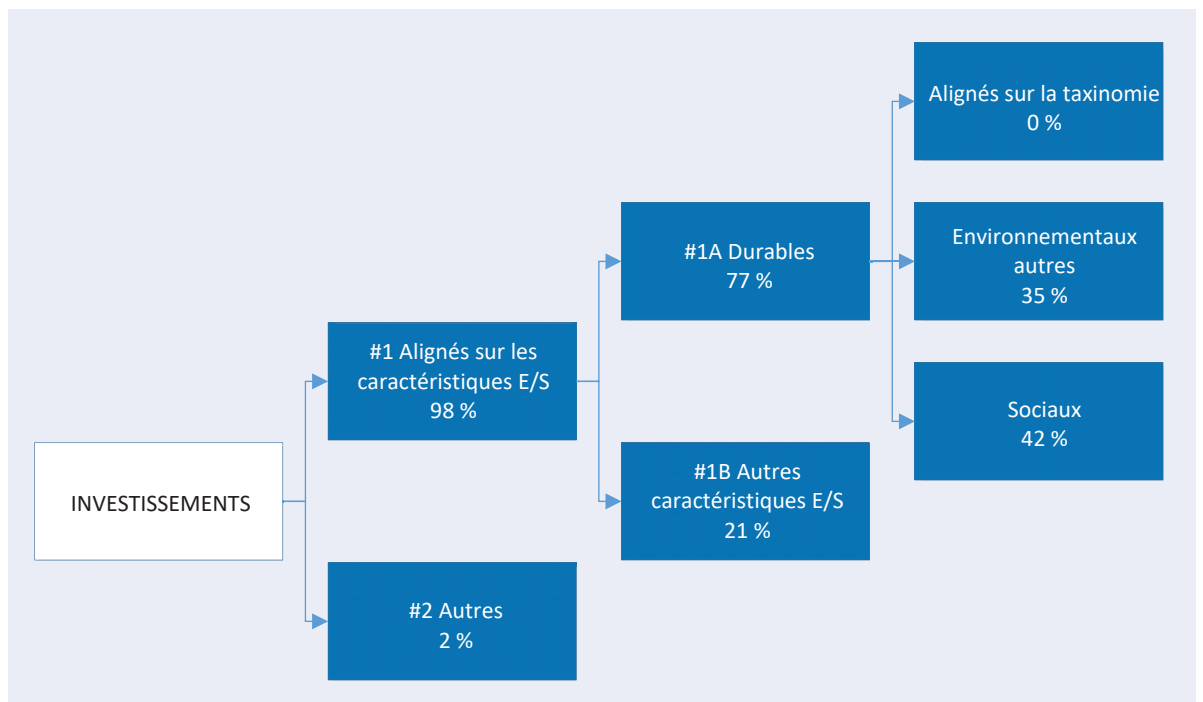 INVESTISSEMENTS
#1 Alignés sur les
caractéristiques E/S
98 %
#2 Autres
2 %
#1A Durables
77 %
#1B Autres
caractéristiques E/S
21 %
Alignés sur la taxinomie
0 %
Environnementaux
autres
35 %
Sociaux
42 %